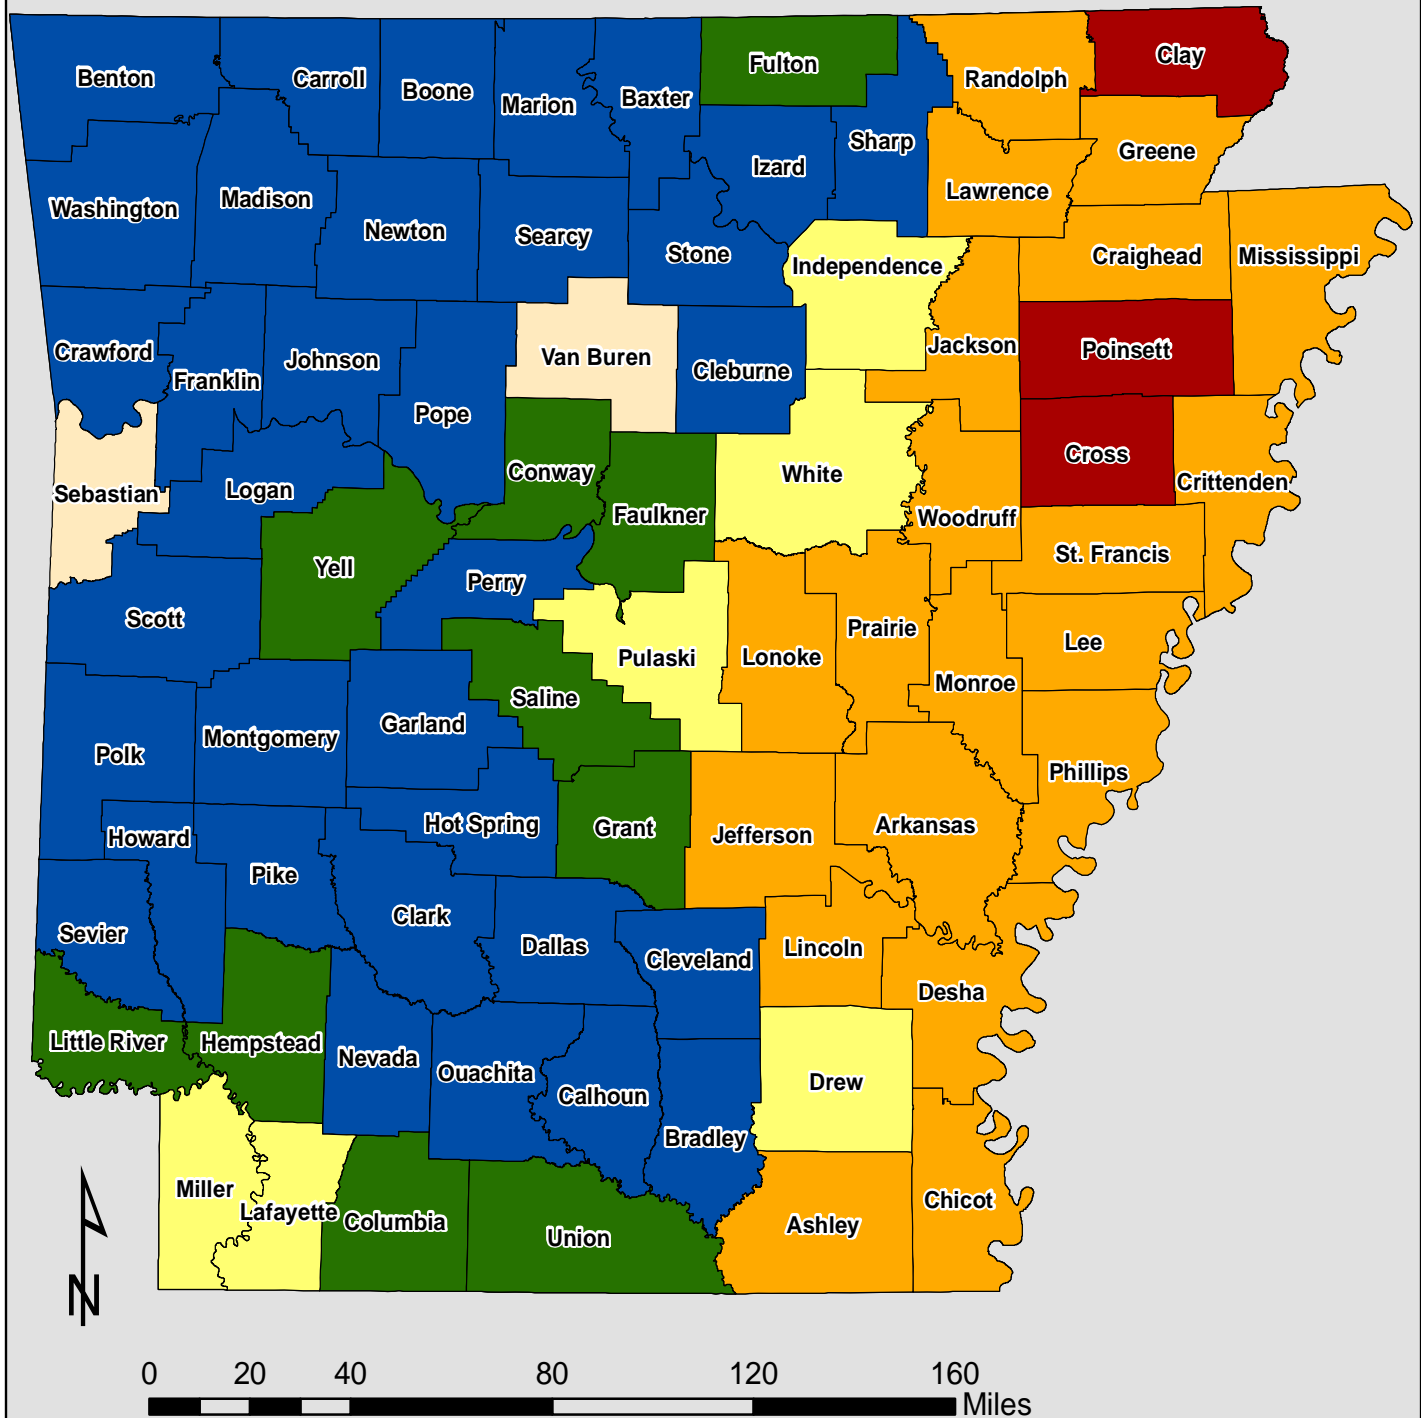 Benton
Carroll
Boone
Marion
Baxter
Fulton
Sharp
Randolph
Clay
Greene
Lawrence
Izard
Washington
Madison
Newton
Searcy
Stone
Independence
Craighead
Mississippi
Crawford
Franklin
Johnson
Pope
Van Buren
Cleburne
Jackson
Poinsett
Sebastian
Logan
Conway
Faulkner
White
Woodruff
Cross
Crittenden
Scott
Yell
Perry
St. Francis
Pulaski
Lonoke
Prairie
Monroe
Lee
Polk
Montgomery
Garland
Saline
Phillips
Howard
Pike
Hot Spring
Grant
Jefferson
Arkansas
Sevier
Clark
Dallas
Cleveland
Lincoln
Desha
Little River
Hempstead
Nevada
Ouachita
Calhoun
Bradley
Drew
Miller
Lafayette
Columbia
Union
Ashley
Chicot
N
0 20 40 80 120 160
Miles